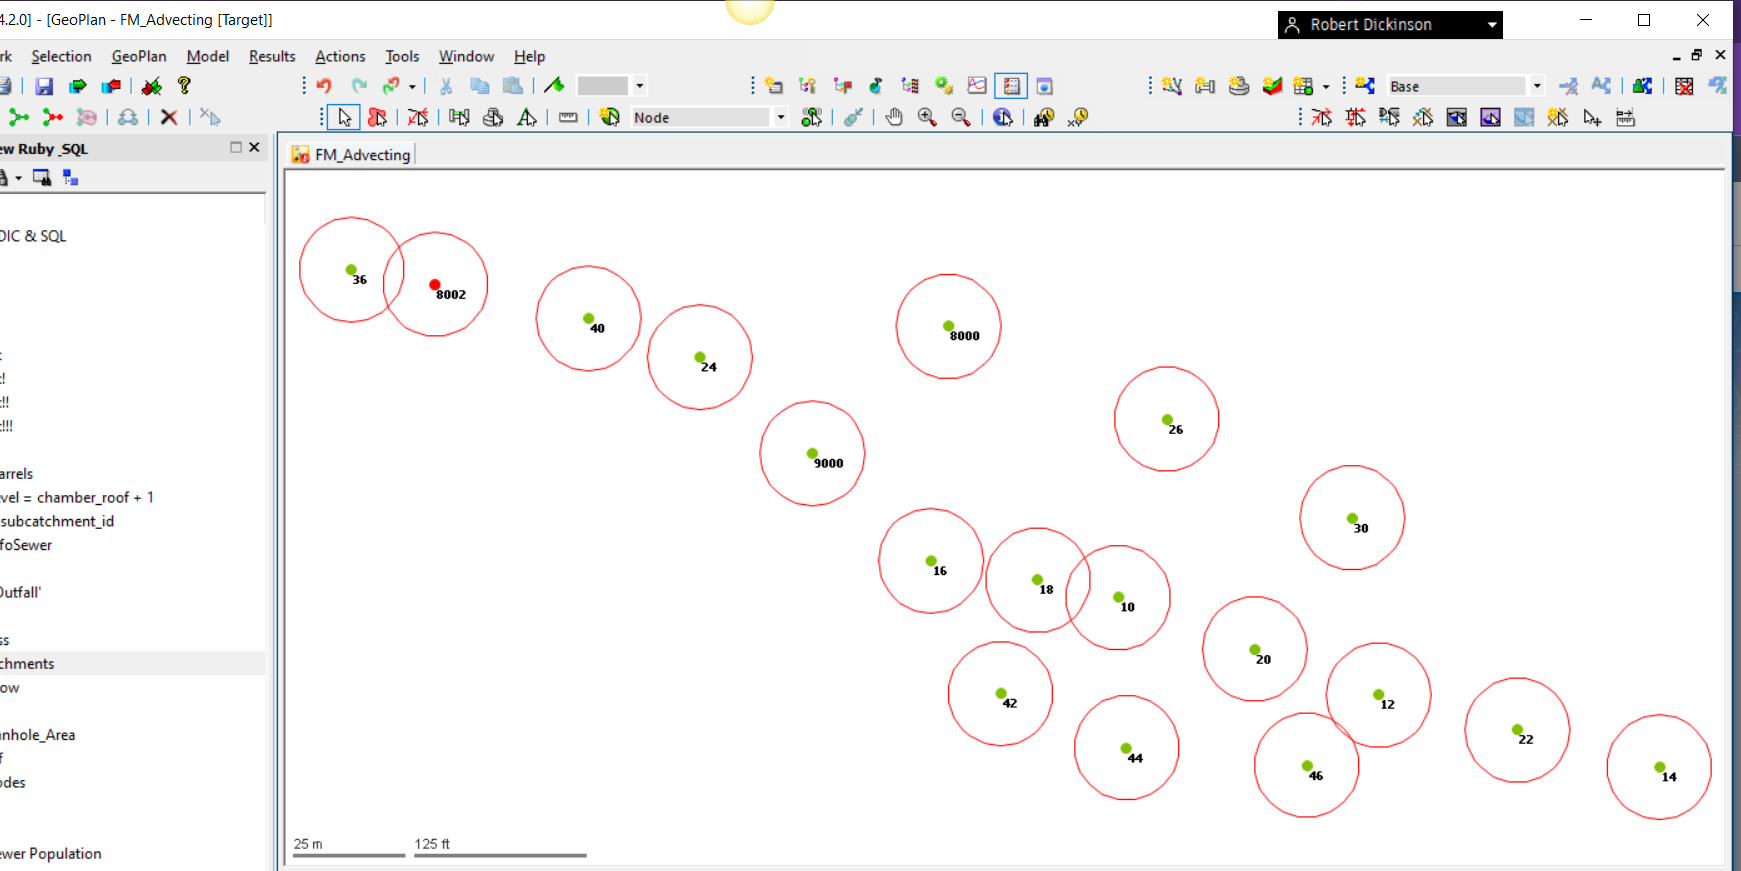 4.2.0] - [GeoPlan - FM_Advecting [Target]]
Robert Dickinson
rk Selection GeoPlan Model Results Actions Tools Window Help
Base
Node
ew Ruby_SQL
FM_Advecting
DIC & SQL
t
t!
t!!
t!!!
arrels
evel = chamber_roof + 1
subcatchment_id
foSewer
Outfall'
ss
chments
ow
anhole_Area
f
odes
ewer Population
36
8002
40
24
8000
26
9000
30
16
18
10
20
42
12
44
46
22
14
25 m
125 ft